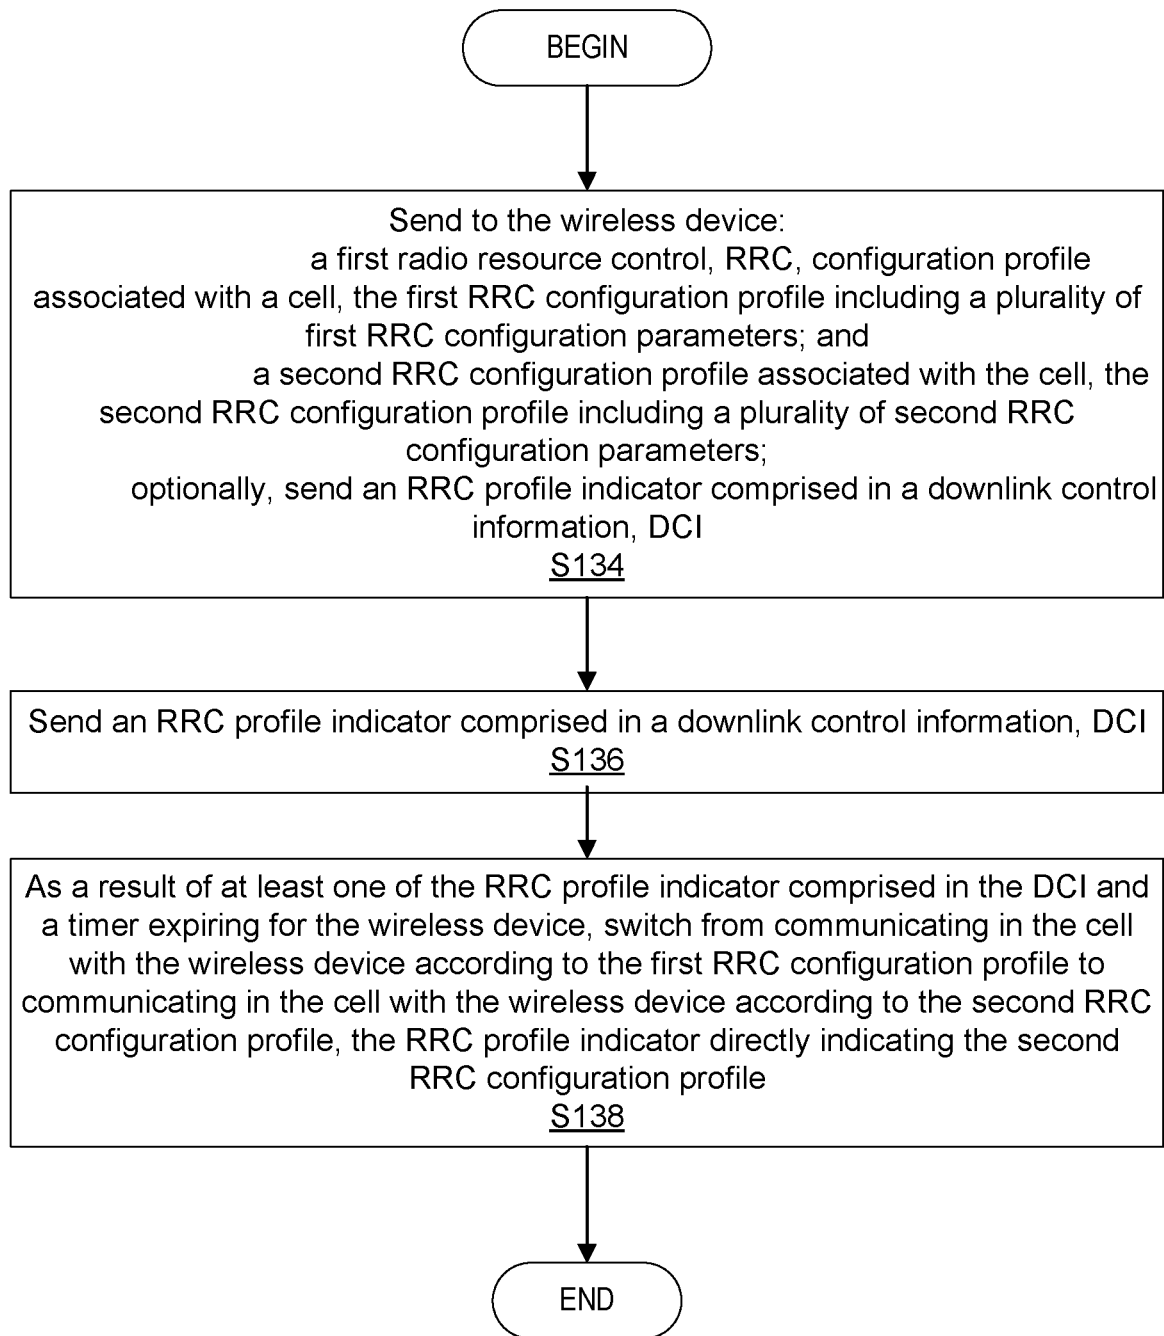 BEGIN
Send to the wireless device:
a first radio resource control, RRC, configuration profile
associated with a cell, the first RRC configuration profile including a plurality of
first RRC configuration parameters; and
a second RRC configuration profile associated with the cell, the
second RRC configuration profile including a plurality of second RRC
configuration parameters;
optionally, send an RRC profile indicator comprised in a downlink control
information, DCI
S134
Send an RRC profile indicator comprised in a downlink control information, DCI
S136
As a result of at least one of the RRC profile indicator comprised in the DCI and
a timer expiring for the wireless device, switch from communicating in the cell
with the wireless device according to the first RRC configuration profile to
communicating in the cell with the wireless device according to the second RRC
configuration profile, the RRC profile indicator directly indicating the second
RRC configuration profile
S138
END